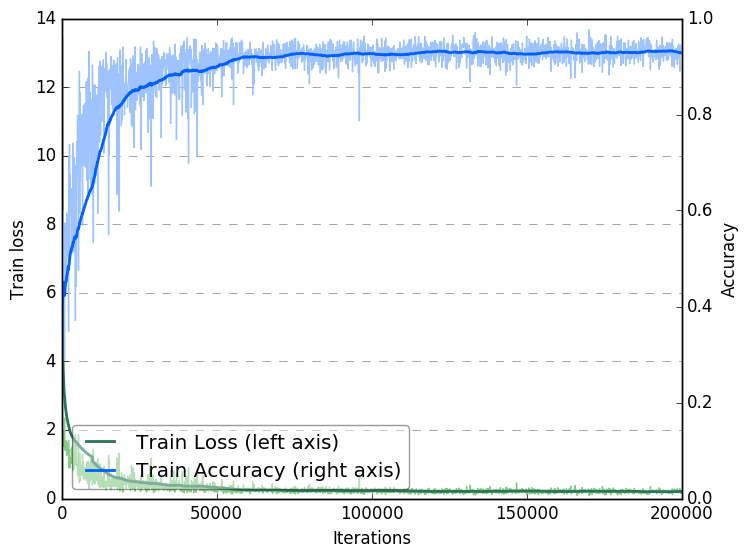 14
12
10
8
6
4
2
0
Train loss
1.0
0.8
0.6
0.4
0.2
0.0
Accuracy
Train Loss (left axis)
Train Accuracy (right axis)
0 50000 100000 150000 200000
Iterations